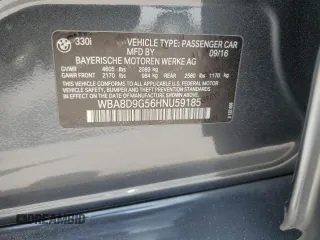 330i VEHICLE TYPE: PASSENGER CAR
MFD BY 09/16
BAYERISCHE MOTOREN WERKE AG
GVWR 4605 lbs 2089 kg
GAWR FRONT 2170 lbs 984 kg REAR 2580 lbs 1170 kg
THIS VEHICLE CONFORMS TO ALL APPLICABLE
FEDERAL MOTOR VEHICLE SAFETY, BUMPER,
AND THEFT PREVENTION STANDARDS IN EFFECT
ON THE DATE OF MANUFACTURE SHOWN ABOVE.
WBA8D9G56HNU59185